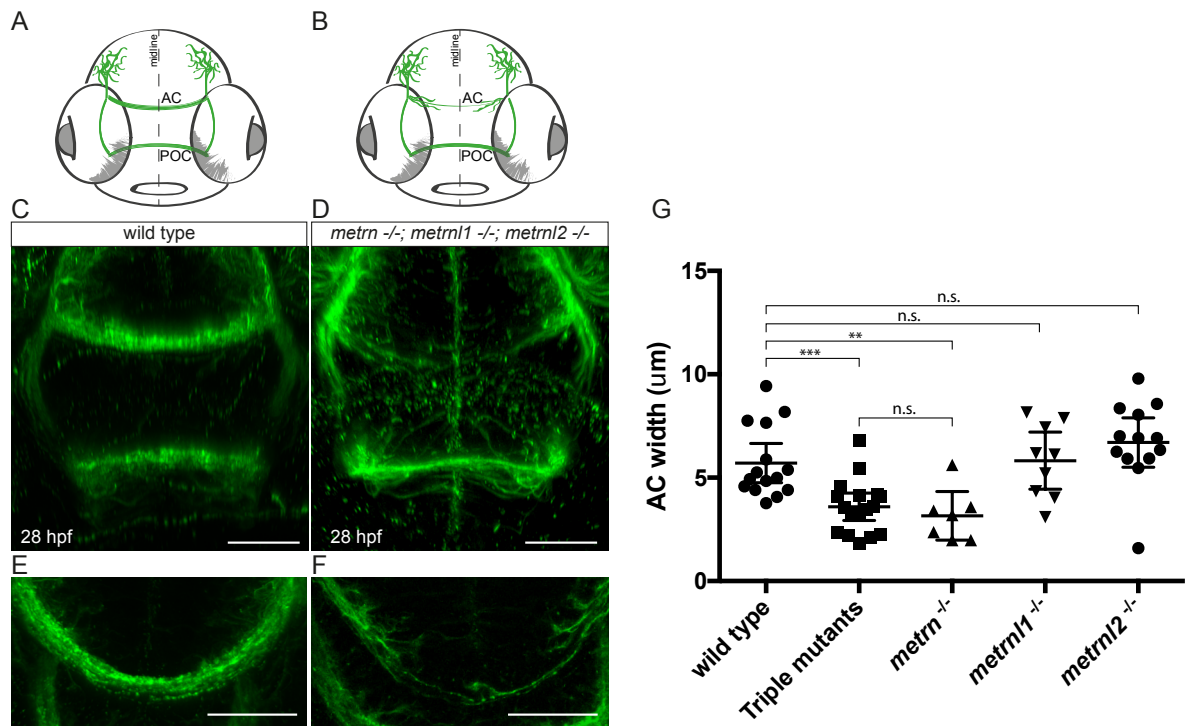 A
midline
AC
POC
B
midline
AC
POC
C
wild type
28 hpf
D
metrn -/-; metrnl1 -/-; metrnl2 -/-
28 hpf
E
F
G
AC width (um)
15
10
5
0
n.s.
n.s.
**
***
n.s.
wild type
Triple mutants
metrn -/-
metrnl1 -/-
metrnl2 -/-